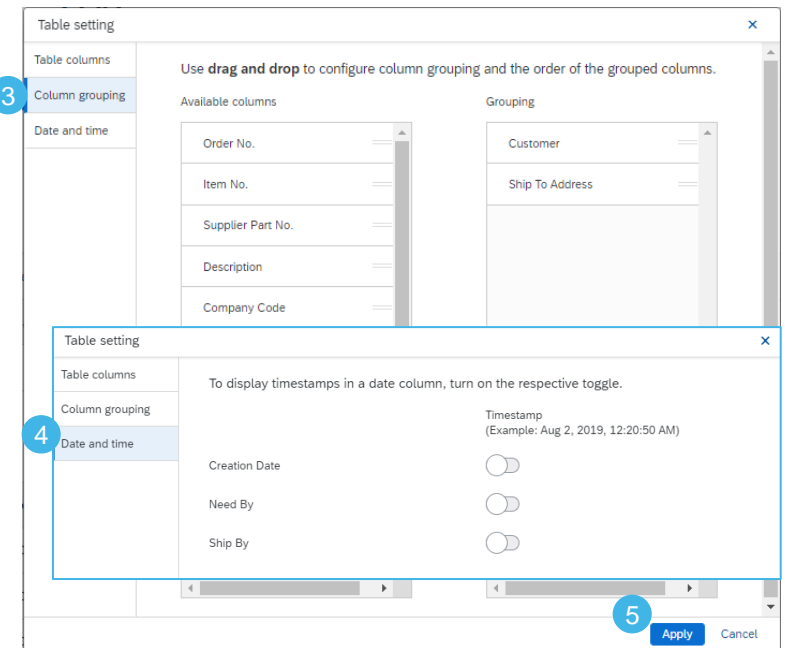 Table setting
×
Table columns
3
Column grouping
Date and time
Use drag and drop to configure column grouping and the order of the grouped columns.
Available columns
Grouping
Order No.
Customer
Item No.
Ship To Address
Supplier Part No.
Description
Company Code
Table setting
×
Table columns
Column grouping
4
Date and time
To display timestamps in a date column, turn on the respective toggle.
Timestamp
(Example: Aug 2, 2019, 12:20:50 AM)
Creation Date
Need By
Ship By
5
Apply
Cancel